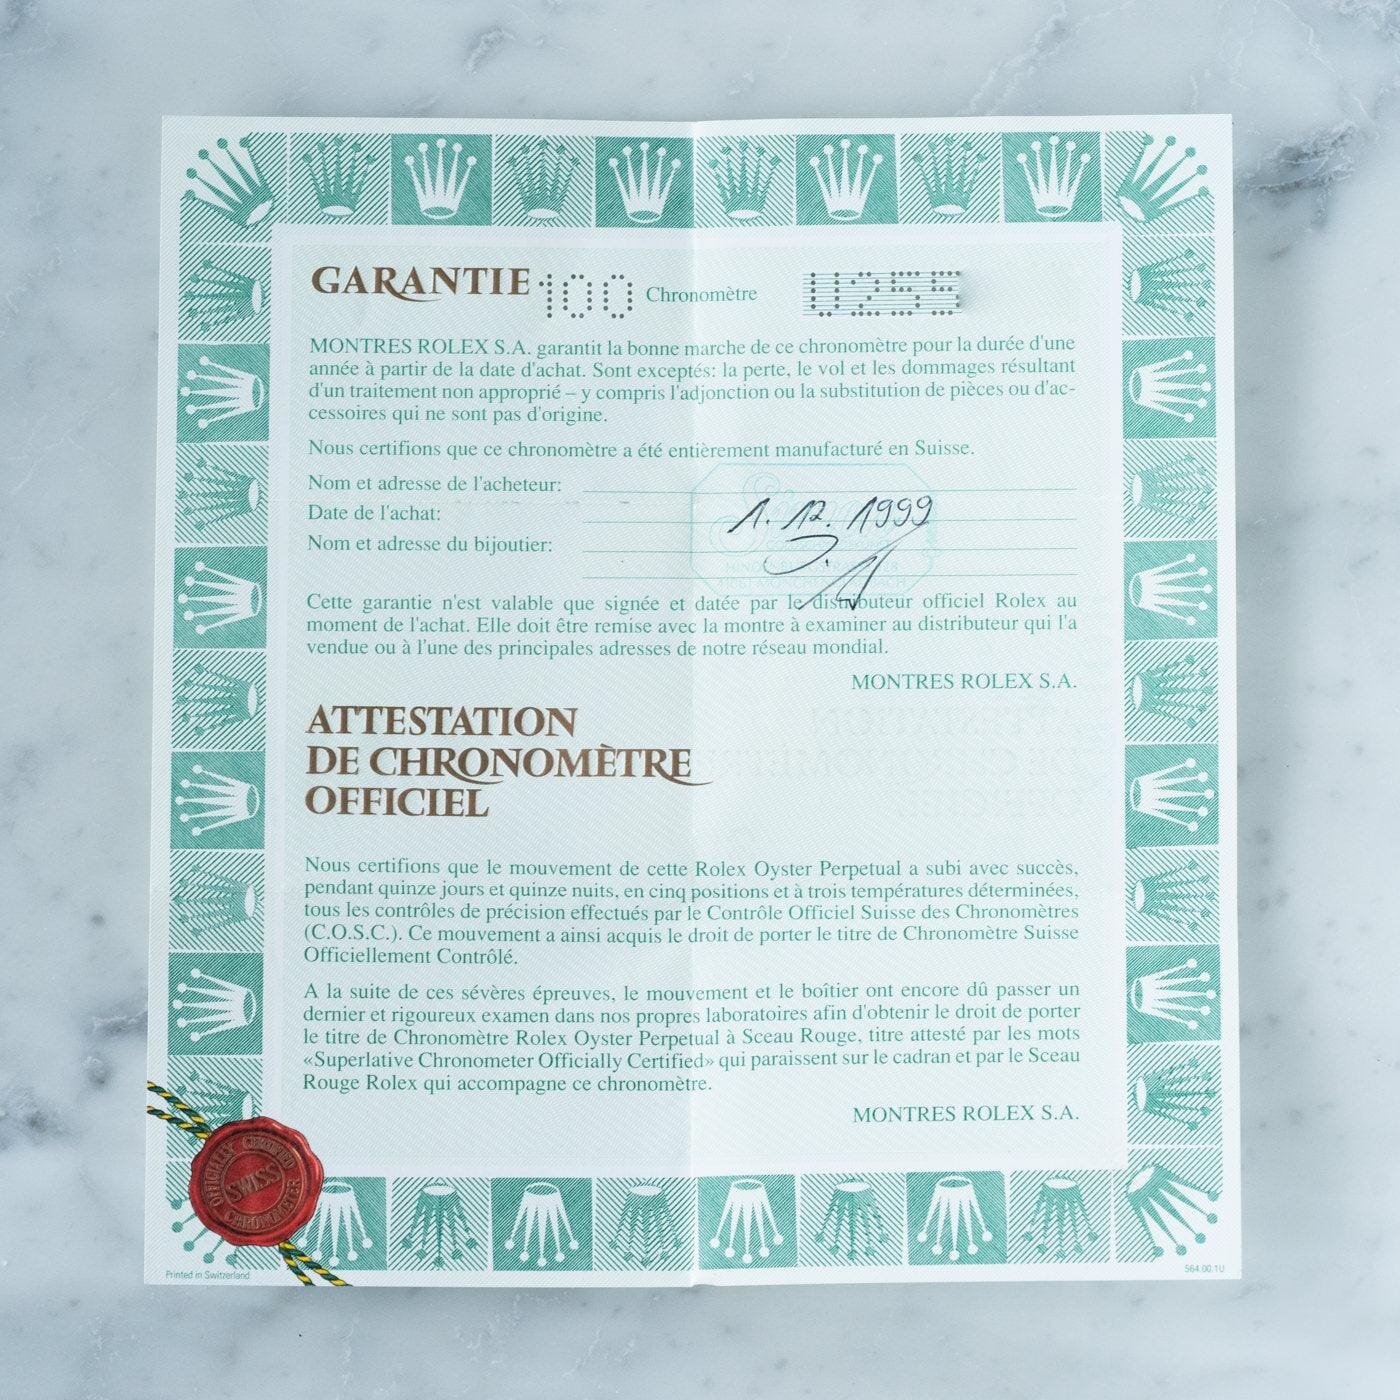 GARANTIE 100 Chronomètre U255
MONTRES ROLEX S.A. garantit la bonne marche de ce chronomètre pour la durée d'une
année à partir de la date d'achat. Sont exceptés: la perte, le vol et les dommages résultant
d'un traitement non approprié – y compris l'adjonction ou la substitution de pièces ou d'ac-
cessoires qui ne sont pas d'origine.
Nous certifions que ce chronomètre a été entièrement manufacturé en Suisse.
Nom et adresse de l'acheteur:
Date de l'achat: 1. 12. 1999
Nom et adresse du bijoutier:
Cette garantie n'est valable que signée et datée par le distributeur officiel Rolex au
moment de l'achat. Elle doit être remise avec la montre à examiner au distributeur qui l'a
vendue ou à l'une des principales adresses de notre réseau mondial.
MONTRES ROLEX S.A.
ATTESTATION
DE CHRONOMÈTRE
OFFICIEL
Nous certifions que le mouvement de cette Rolex Oyster Perpetual a subi avec succès,
pendant quinze jours et quinze nuits, en cinq positions et à trois températures déterminées,
tous les contrôles de précision effectués par le Contrôle Officiel Suisse des Chronomètres
(C.O.S.C.). Ce mouvement a ainsi acquis le droit de porter le titre de Chronomètre Suisse
Officiellement Contrôlé.
A la suite de ces sévères épreuves, le mouvement et le boîtier ont encore dû passer un
dernier et rigoureux examen dans nos propres laboratoires afin d'obtenir le droit de porter
le titre de Chronomètre Rolex Oyster Perpetual à Sceau Rouge, titre attesté par les mots
«Superlative Chronometer Officially Certified» qui paraissent sur le cadran et par le Sceau
Rouge Rolex qui accompagne ce chronomètre.
MONTRES ROLEX S.A.
OFFICIALLY CERTIFIED
SWISS
CHRONOMETER
Printed in Switzerland
564.00.1U